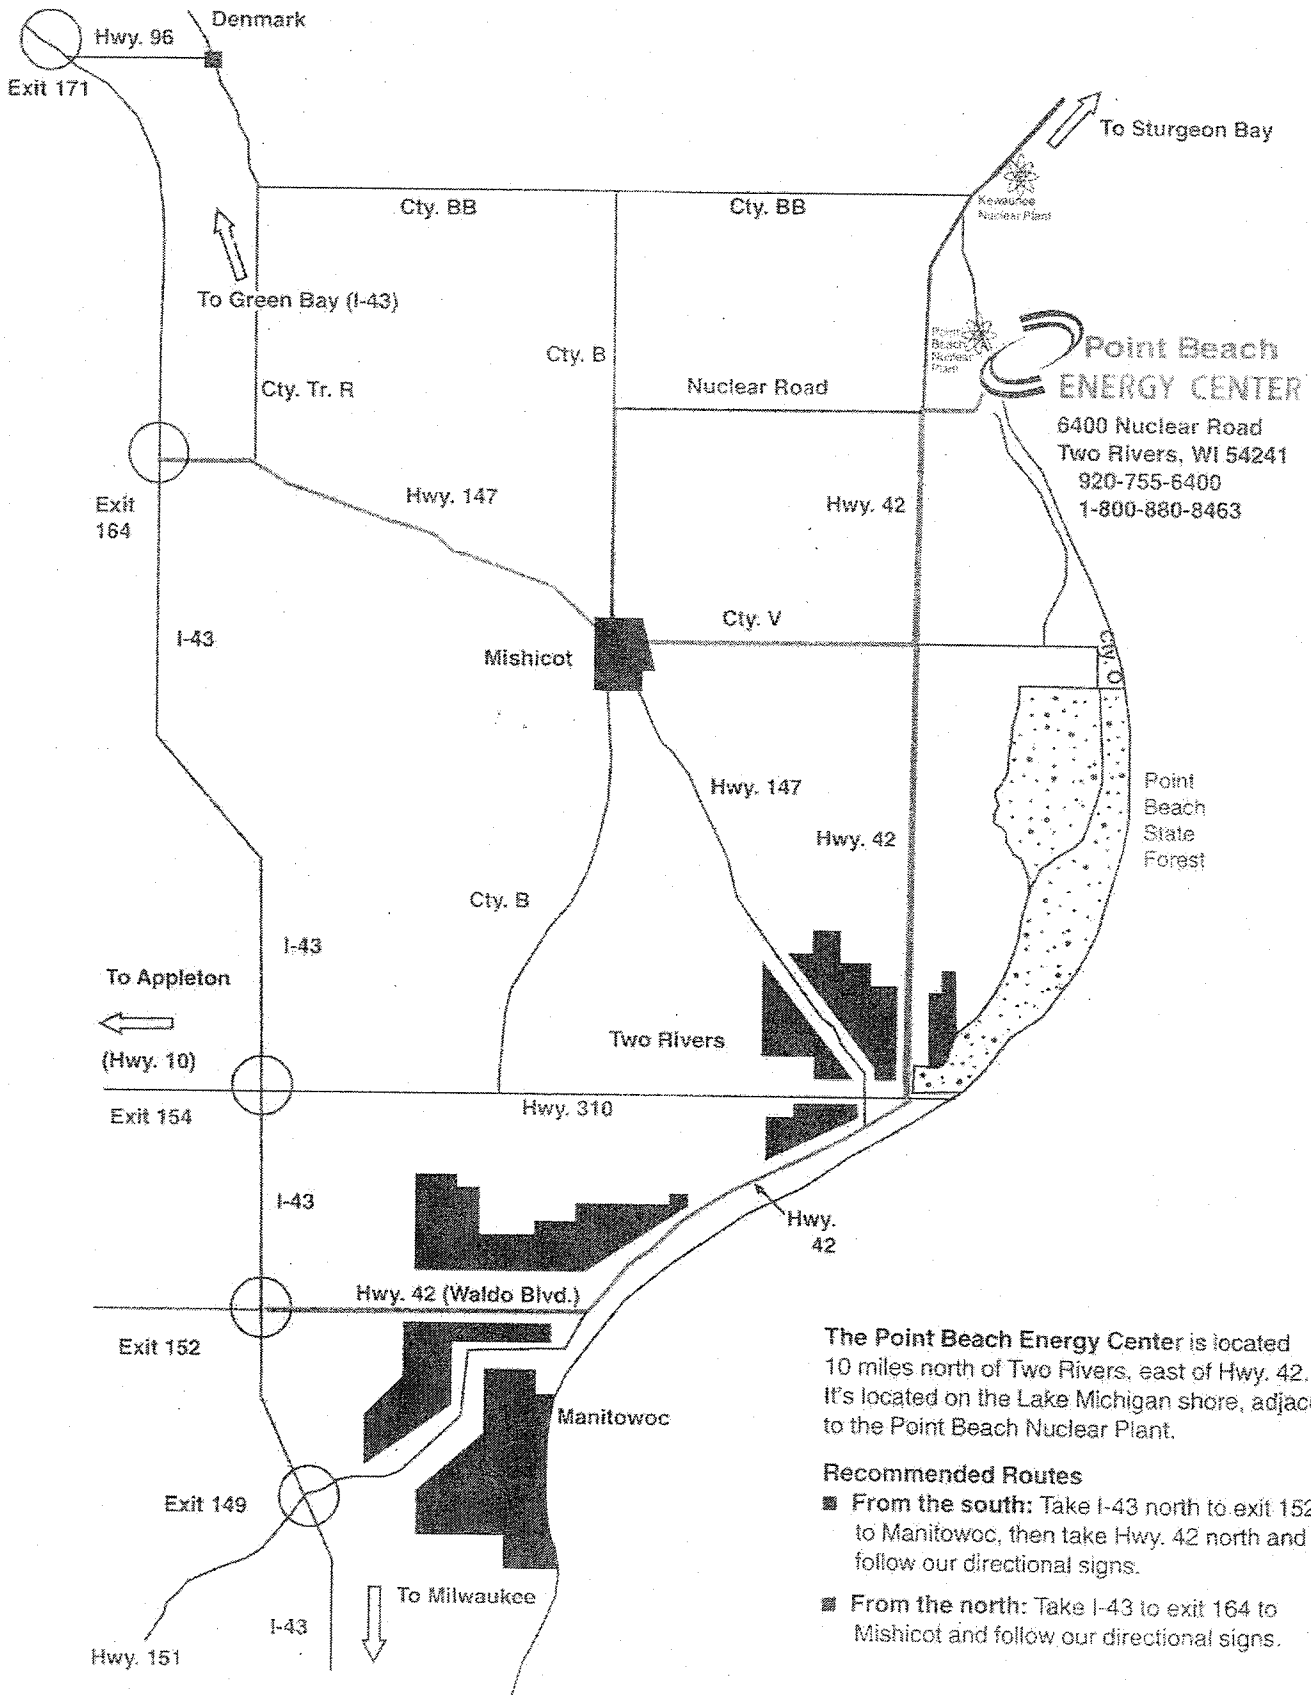 Denmark
Hwy. 96
Exit 171
To Sturgeon Bay
Kewaunee
Nuclear Plant
Cty. BB
Cty. BB
To Green Bay (I-43)
Point
Beach
Nuclear
Plant
Point Beach
ENERGY CENTER
6400 Nuclear Road
Two Rivers, WI 54241
920-755-6400
1-800-880-8463
Cty. B
Cty. Tr. R
Nuclear Road
Hwy. 147
Hwy. 42
Exit
164
I-43
Cty. V
Mishicot
Cty. O
Hwy. 147
Hwy. 42
Point
Beach
State
Forest
Cty. B
I-43
To Appleton
(Hwy. 10)
Two Rivers
Exit 154
Hwy. 310
I-43
Hwy.
42
Hwy. 42 (Waldo Blvd.)
Exit 152
Manitowoc
Exit 149
To Milwaukee
I-43
Hwy. 151
The Point Beach Energy Center is located
10 miles north of Two Rivers, east of Hwy. 42.
It's located on the Lake Michigan shore, adjace
to the Point Beach Nuclear Plant.
Recommended Routes
■ From the south: Take I-43 north to exit 152
to Manitowoc, then take Hwy. 42 north and
follow our directional signs.
■ From the north: Take I-43 to exit 164 to
Mishicot and follow our directional signs.